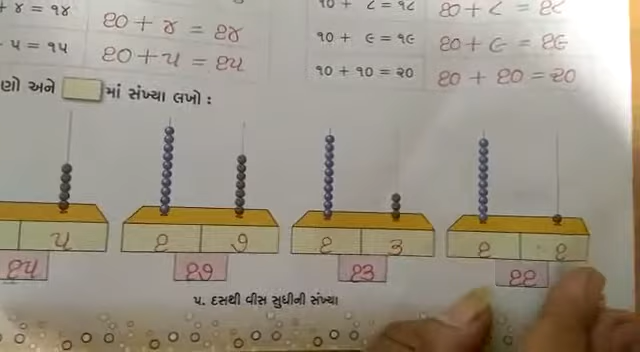 + ૪ = ૧૪ ૧૦ + ૪ = ૧૪ ૧૦ + ૮ = ૧૮ ૧૦ + ૮ = ૧૮
૫ = ૧૫ ૧૦ + ૫ = ૧૫ ૧૦ + ૯ = ૧૯ ૧૦ + ૯ = ૧૯
૧૦ + ૧૦ = ૨૦ ૧૦ + ૧૦ = ૨૦
ણો અને માં સંખ્યા લખો :
૫ ૧ ૭ ૧ ૩ ૧ ૧
૧૫ ૧૭ ૧૩ ૧૧
૫. દસથી વીસ સુધીની સંખ્યા